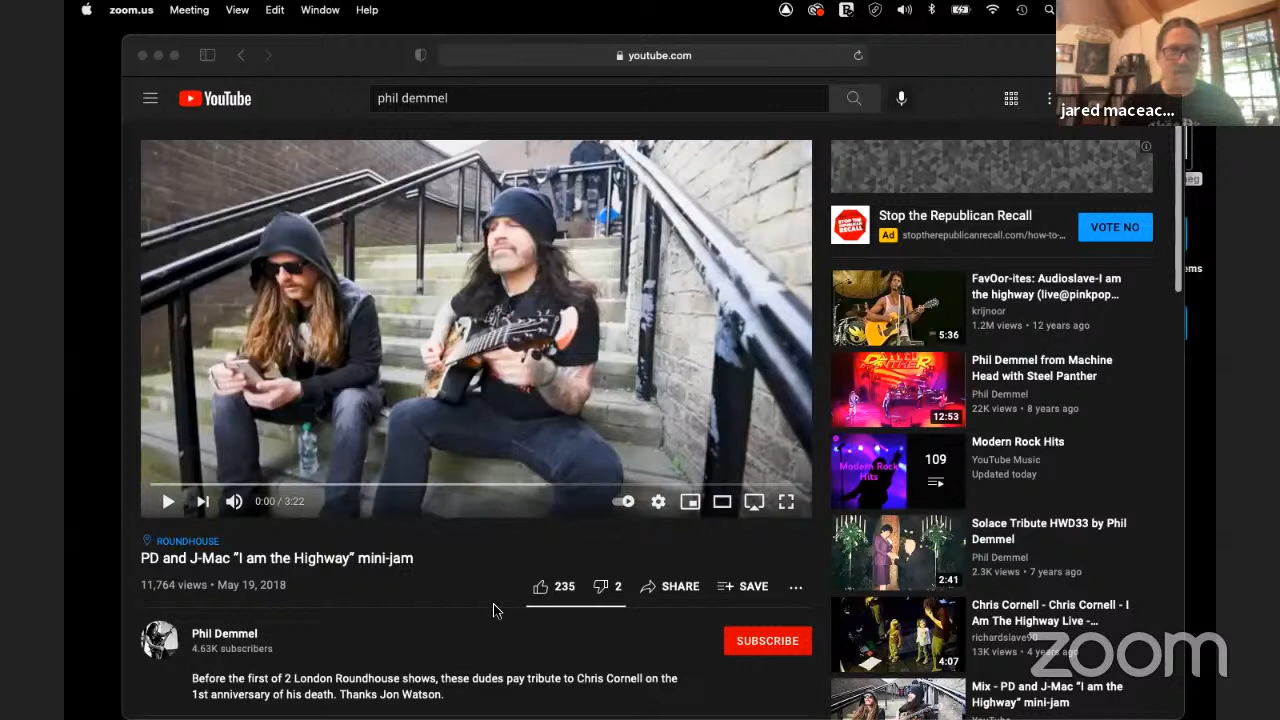 zoom.us Meeting View Edit Window Help
youtube.com
jared maceac...
YouTube
phil demmel
Stop the Republican Recall
Ad stoptherepublicanrecall.com/how-to-...
VOTE NO
ems
FavOor-ites: Audioslave-I am
the highway (live@pinkpop...
krijnoor
1.2M views • 12 years ago
5:36
Phil Demmel from Machine
Head with Steel Panther
Phil Demmel
22K views • 8 years ago
12:53
Modern Rock
Hits
109
Modern Rock Hits
YouTube Music
Updated today
Solace Tribute HWD33 by Phil
Demmel
Phil Demmel
2.3K views • 7 years ago
2:41
Chris Cornell - Chris Cornell - I
Am The Highway Live -...
13K views • 4 years ago
4:07
Mix - PD and J-Mac "I am the
Highway" mini-jam
0:00 / 3:22
ROUNDHOUSE
PD and J-Mac "I am the Highway" mini-jam
11,764 views • May 19, 2018
235 2 SHARE SAVE
Phil Demmel
4.63K subscribers
SUBSCRIBE
Before the first of 2 London Roundhouse shows, these dudes pay tribute to Chris Cornell on the
1st anniversary of his death. Thanks Jon Watson.
zoom